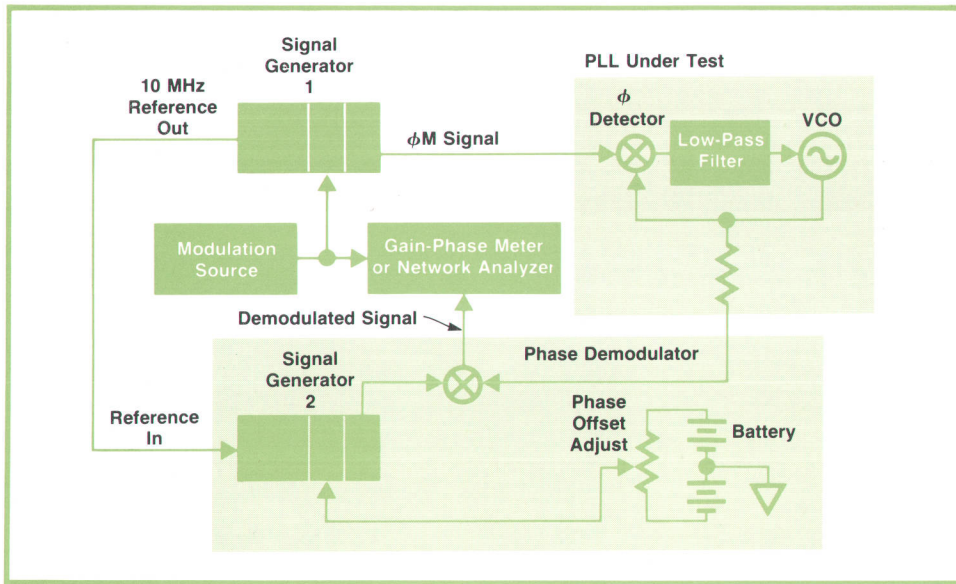 Signal
Generator
1
10 MHz
Reference
Out
ϕM Signal
PLL Under Test
ϕ
Detector
Low-Pass
Filter
VCO
Modulation
Source
Gain-Phase Meter
or Network Analyzer
Demodulated Signal
Signal
Generator
2
Phase Demodulator
Reference
In
Phase
Offset
Adjust
Battery